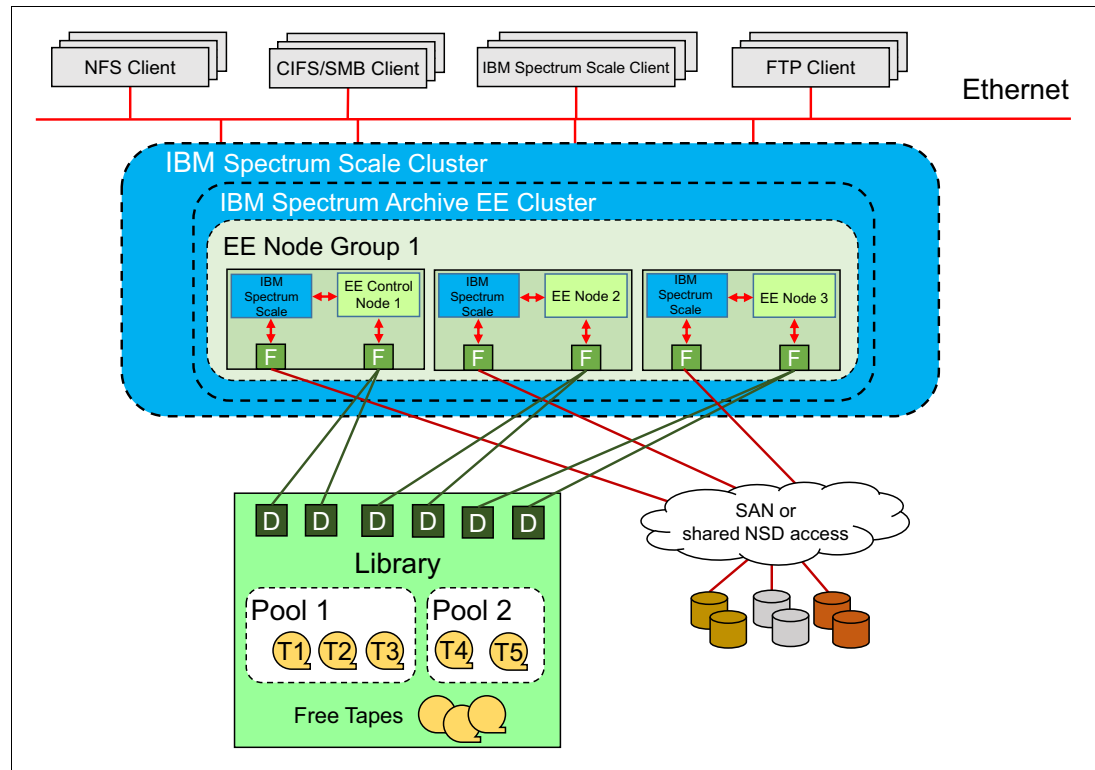 NFS Client
CIFS/SMB Client
IBM Spectrum Scale Client
FTP Client
Ethernet
IBM Spectrum Scale Cluster
IBM Spectrum Archive EE Cluster
EE Node Group 1
IBM
Spectrum
Scale
EE Control
Node 1
IBM
Spectrum
Scale
EE Node 2
IBM
Spectrum
Scale
EE Node 3
F
F
F
F
F
F
D
D
D
D
D
D
Library
SAN or
shared NSD access
Pool 1
Pool 2
T1
T2
T3
T4
T5
Free Tapes